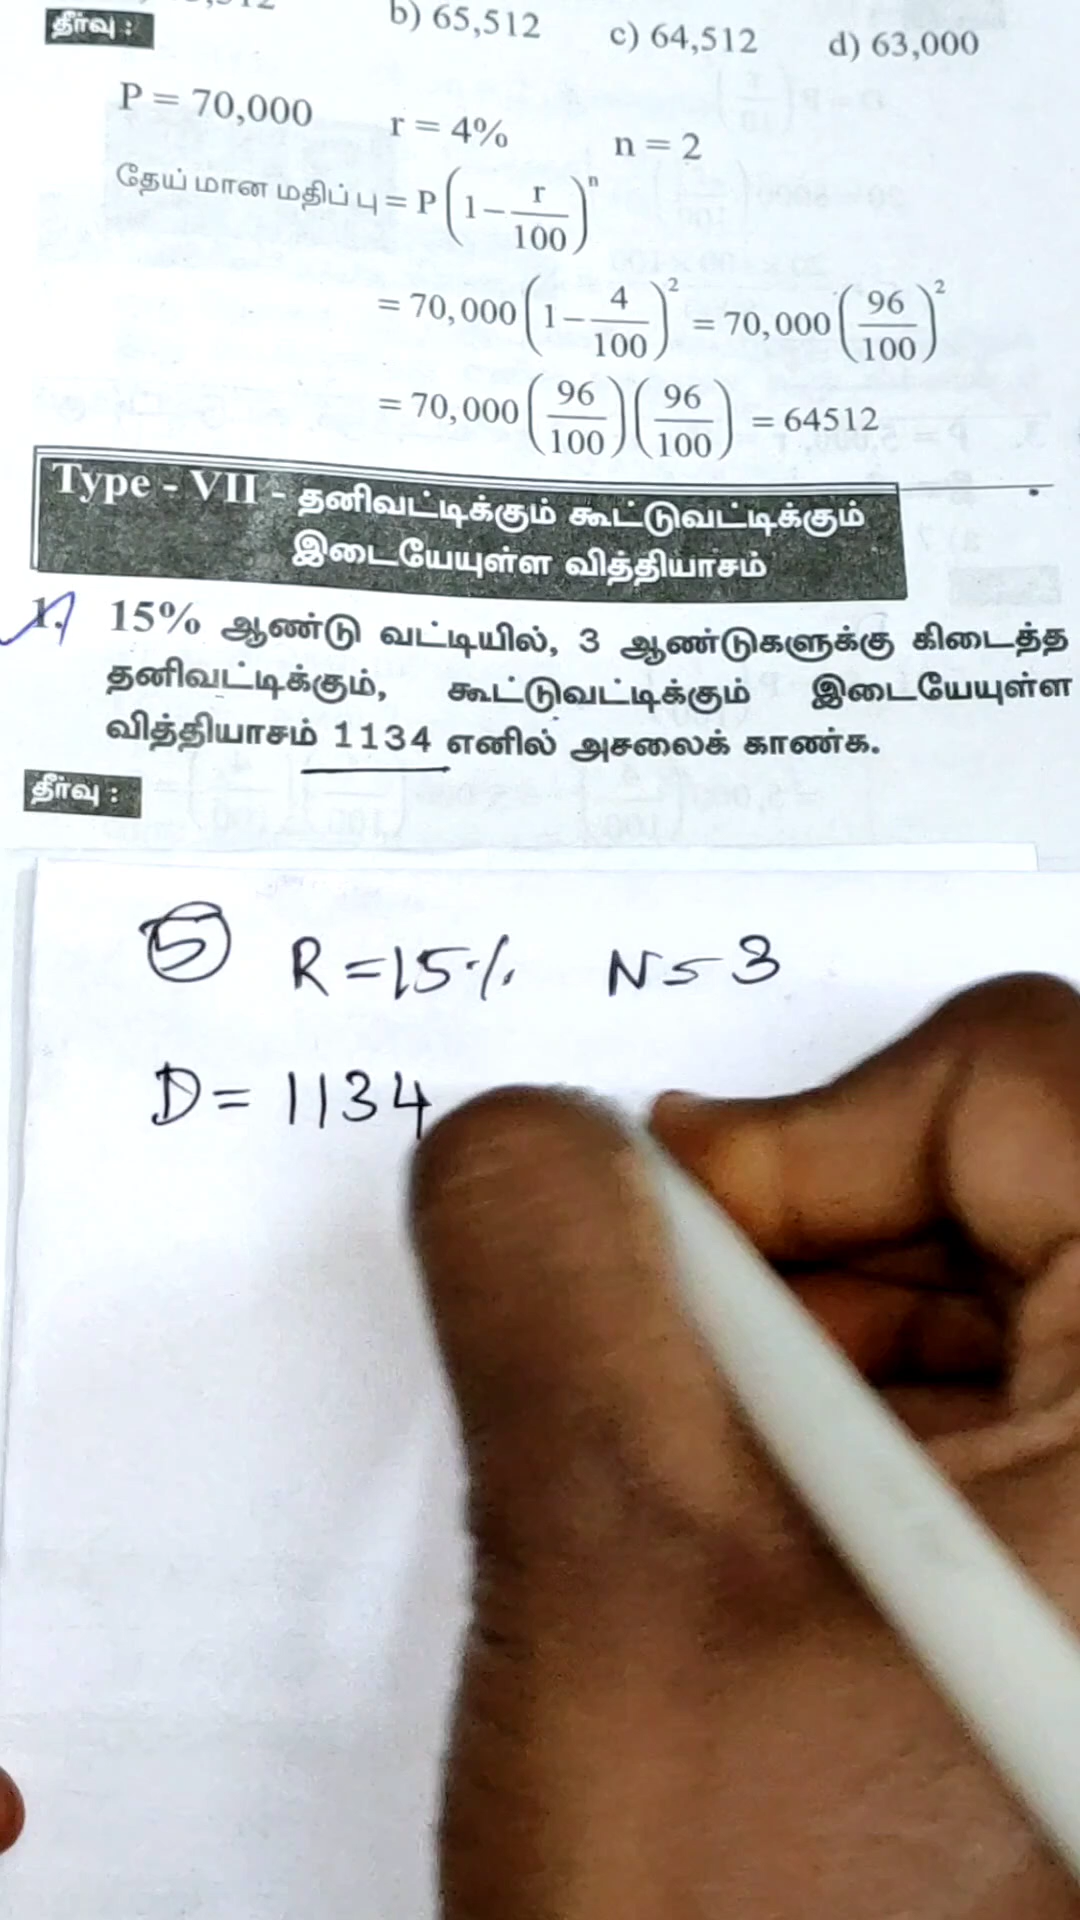 தீர்வு :
b) 65,512 c) 64,512 d) 63,000
P = 70,000 r = 4% n = 2
தேய்மான மதிப்பு = P(1 − r/100)ⁿ
= 70,000(1 − 4/100)² = 70,000(96/100)²
= 70,000(96/100)(96/100) = 64512
Type - VII - தனிவட்டிக்கும் கூட்டுவட்டிக்கும்
இடையேயுள்ள வித்தியாசம்
1. 15% ஆண்டு வட்டியில், 3 ஆண்டுகளுக்கு கிடைத்த
தனிவட்டிக்கும், கூட்டுவட்டிக்கும் இடையேயுள்ள
வித்தியாசம் 1134 எனில் அசலைக் காண்க.
தீர்வு :
5 R = 15% N = 3
D = 1134